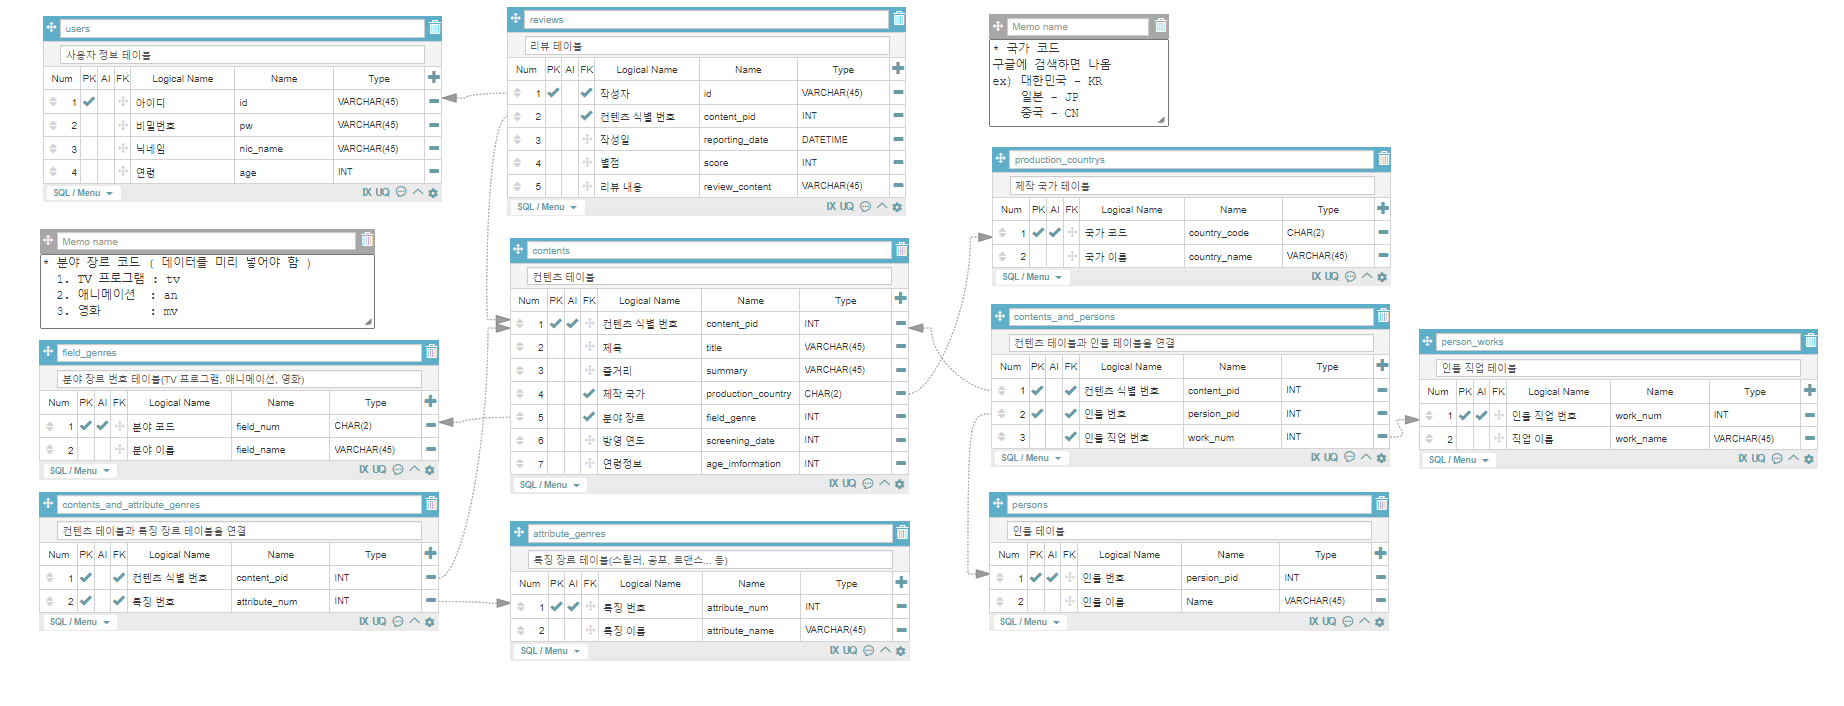 users
사용자 정보 테이블
Num PK AI FK Logical Name Name Type
1 아이디 id VARCHAR(45)
2 비밀번호 pw VARCHAR(45)
3 닉네임 nic_name VARCHAR(45)
4 연령 age INT
SQL / Menu IX UQ
Memo name
* 분야 장르 코드 ( 데이터를 미리 넣어야 함 )
1. TV 프로그램 : tv
2. 애니메이션 : an
3. 영화 : mv
field_genres
분야 장르 번호 테이블(TV 프로그램, 애니메이션, 영화)
Num PK AI FK Logical Name Name Type
1 분야 코드 field_num CHAR(2)
2 분야 이름 field_name VARCHAR(45)
SQL / Menu IX UQ
contents_and_attribute_genres
컨텐츠 테이블과 특징 장르 테이블을 연결
Num PK AI FK Logical Name Name Type
1 컨텐츠 식별 번호 content_pid INT
2 특징 번호 attribute_num INT
SQL / Menu IX UQ
reviews
리뷰 테이블
Num PK AI FK Logical Name Name Type
1 작성자 id VARCHAR(45)
2 컨텐츠 식별 번호 content_pid INT
3 작성일 reporting_date DATETIME
4 별점 score INT
5 리뷰 내용 review_content VARCHAR(45)
SQL / Menu IX UQ
contents
컨텐츠 테이블
Num PK AI FK Logical Name Name Type
1 컨텐츠 식별 번호 content_pid INT
2 제목 title VARCHAR(45)
3 줄거리 summary VARCHAR(45)
4 제작 국가 production_country CHAR(2)
5 분야 장르 field_genre INT
6 방영 연도 screening_date INT
7 연령정보 age_imformation INT
SQL / Menu IX UQ
attribute_genres
특징 장르 테이블(스릴러, 공포, 로맨스... 등)
Num PK AI FK Logical Name Name Type
1 특징 번호 attribute_num INT
2 특징 이름 attribute_name VARCHAR(45)
SQL / Menu IX UQ
Memo name
* 국가 코드
구글에 검색하면 나옴
ex) 대한민국 - KR
일본 - JP
중국 - CN
production_countrys
제작 국가 테이블
Num PK AI FK Logical Name Name Type
1 국가 코드 country_code CHAR(2)
2 국가 이름 country_name VARCHAR(45)
SQL / Menu IX UQ
contents_and_persons
컨텐츠 테이블과 인물 테이블을 연결
Num PK AI FK Logical Name Name Type
1 컨텐츠 식별 번호 content_pid INT
2 인물 번호 persion_pid INT
3 인물 직업 번호 work_num INT
SQL / Menu IX UQ
persons
인물 테이블
Num PK AI FK Logical Name Name Type
1 인물 번호 persion_pid INT
2 인물 이름 Name VARCHAR(45)
SQL / Menu IX UQ
person_works
인물 직업 테이블
Num PK AI FK Logical Name Name Type
1 인물 직업 번호 work_num INT
2 직업 이름 work_name VARCHAR(45)
SQL / Menu IX UQ